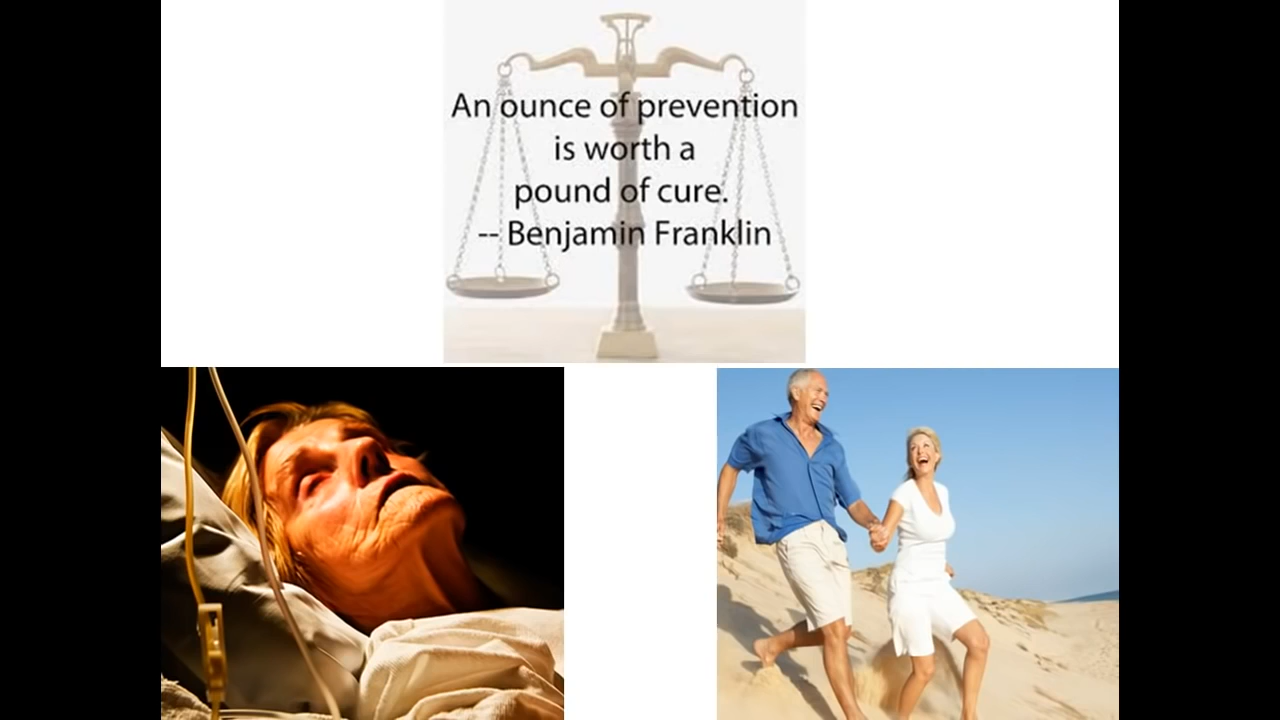 An ounce of prevention
is worth a
pound of cure.
-- Benjamin Franklin